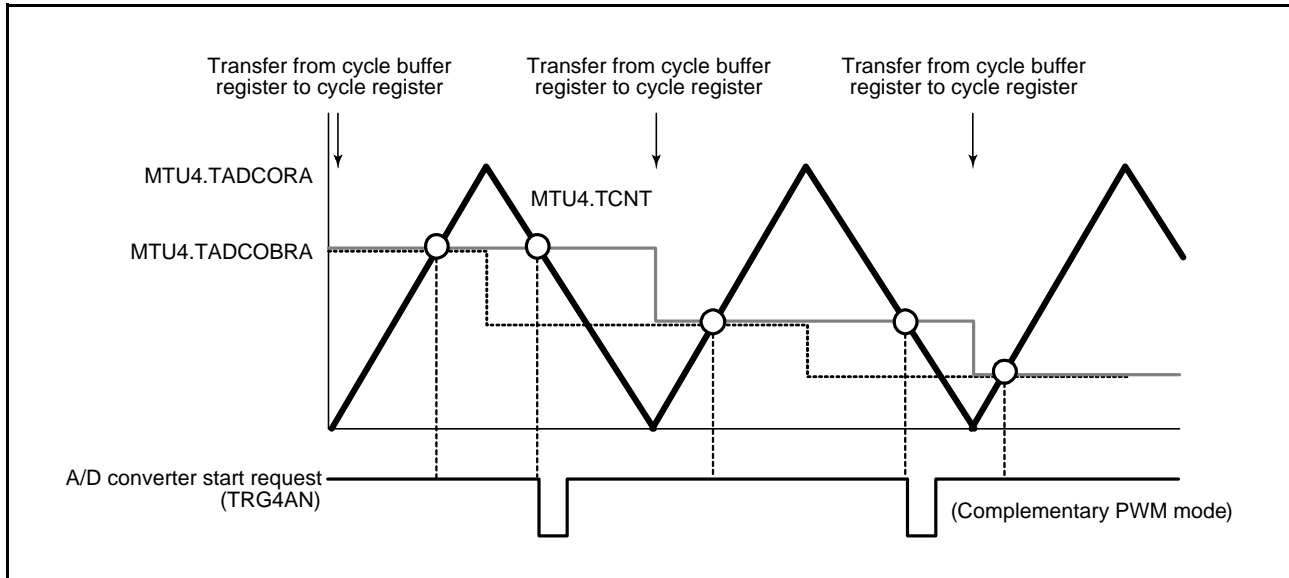 Transfer from cycle buffer
register to cycle register
Transfer from cycle buffer
register to cycle register
Transfer from cycle buffer
register to cycle register
MTU4.TADCORA
MTU4.TCNT
MTU4.TADCOBRA
A/D converter start request
(TRG4AN)
(Complementary PWM mode)